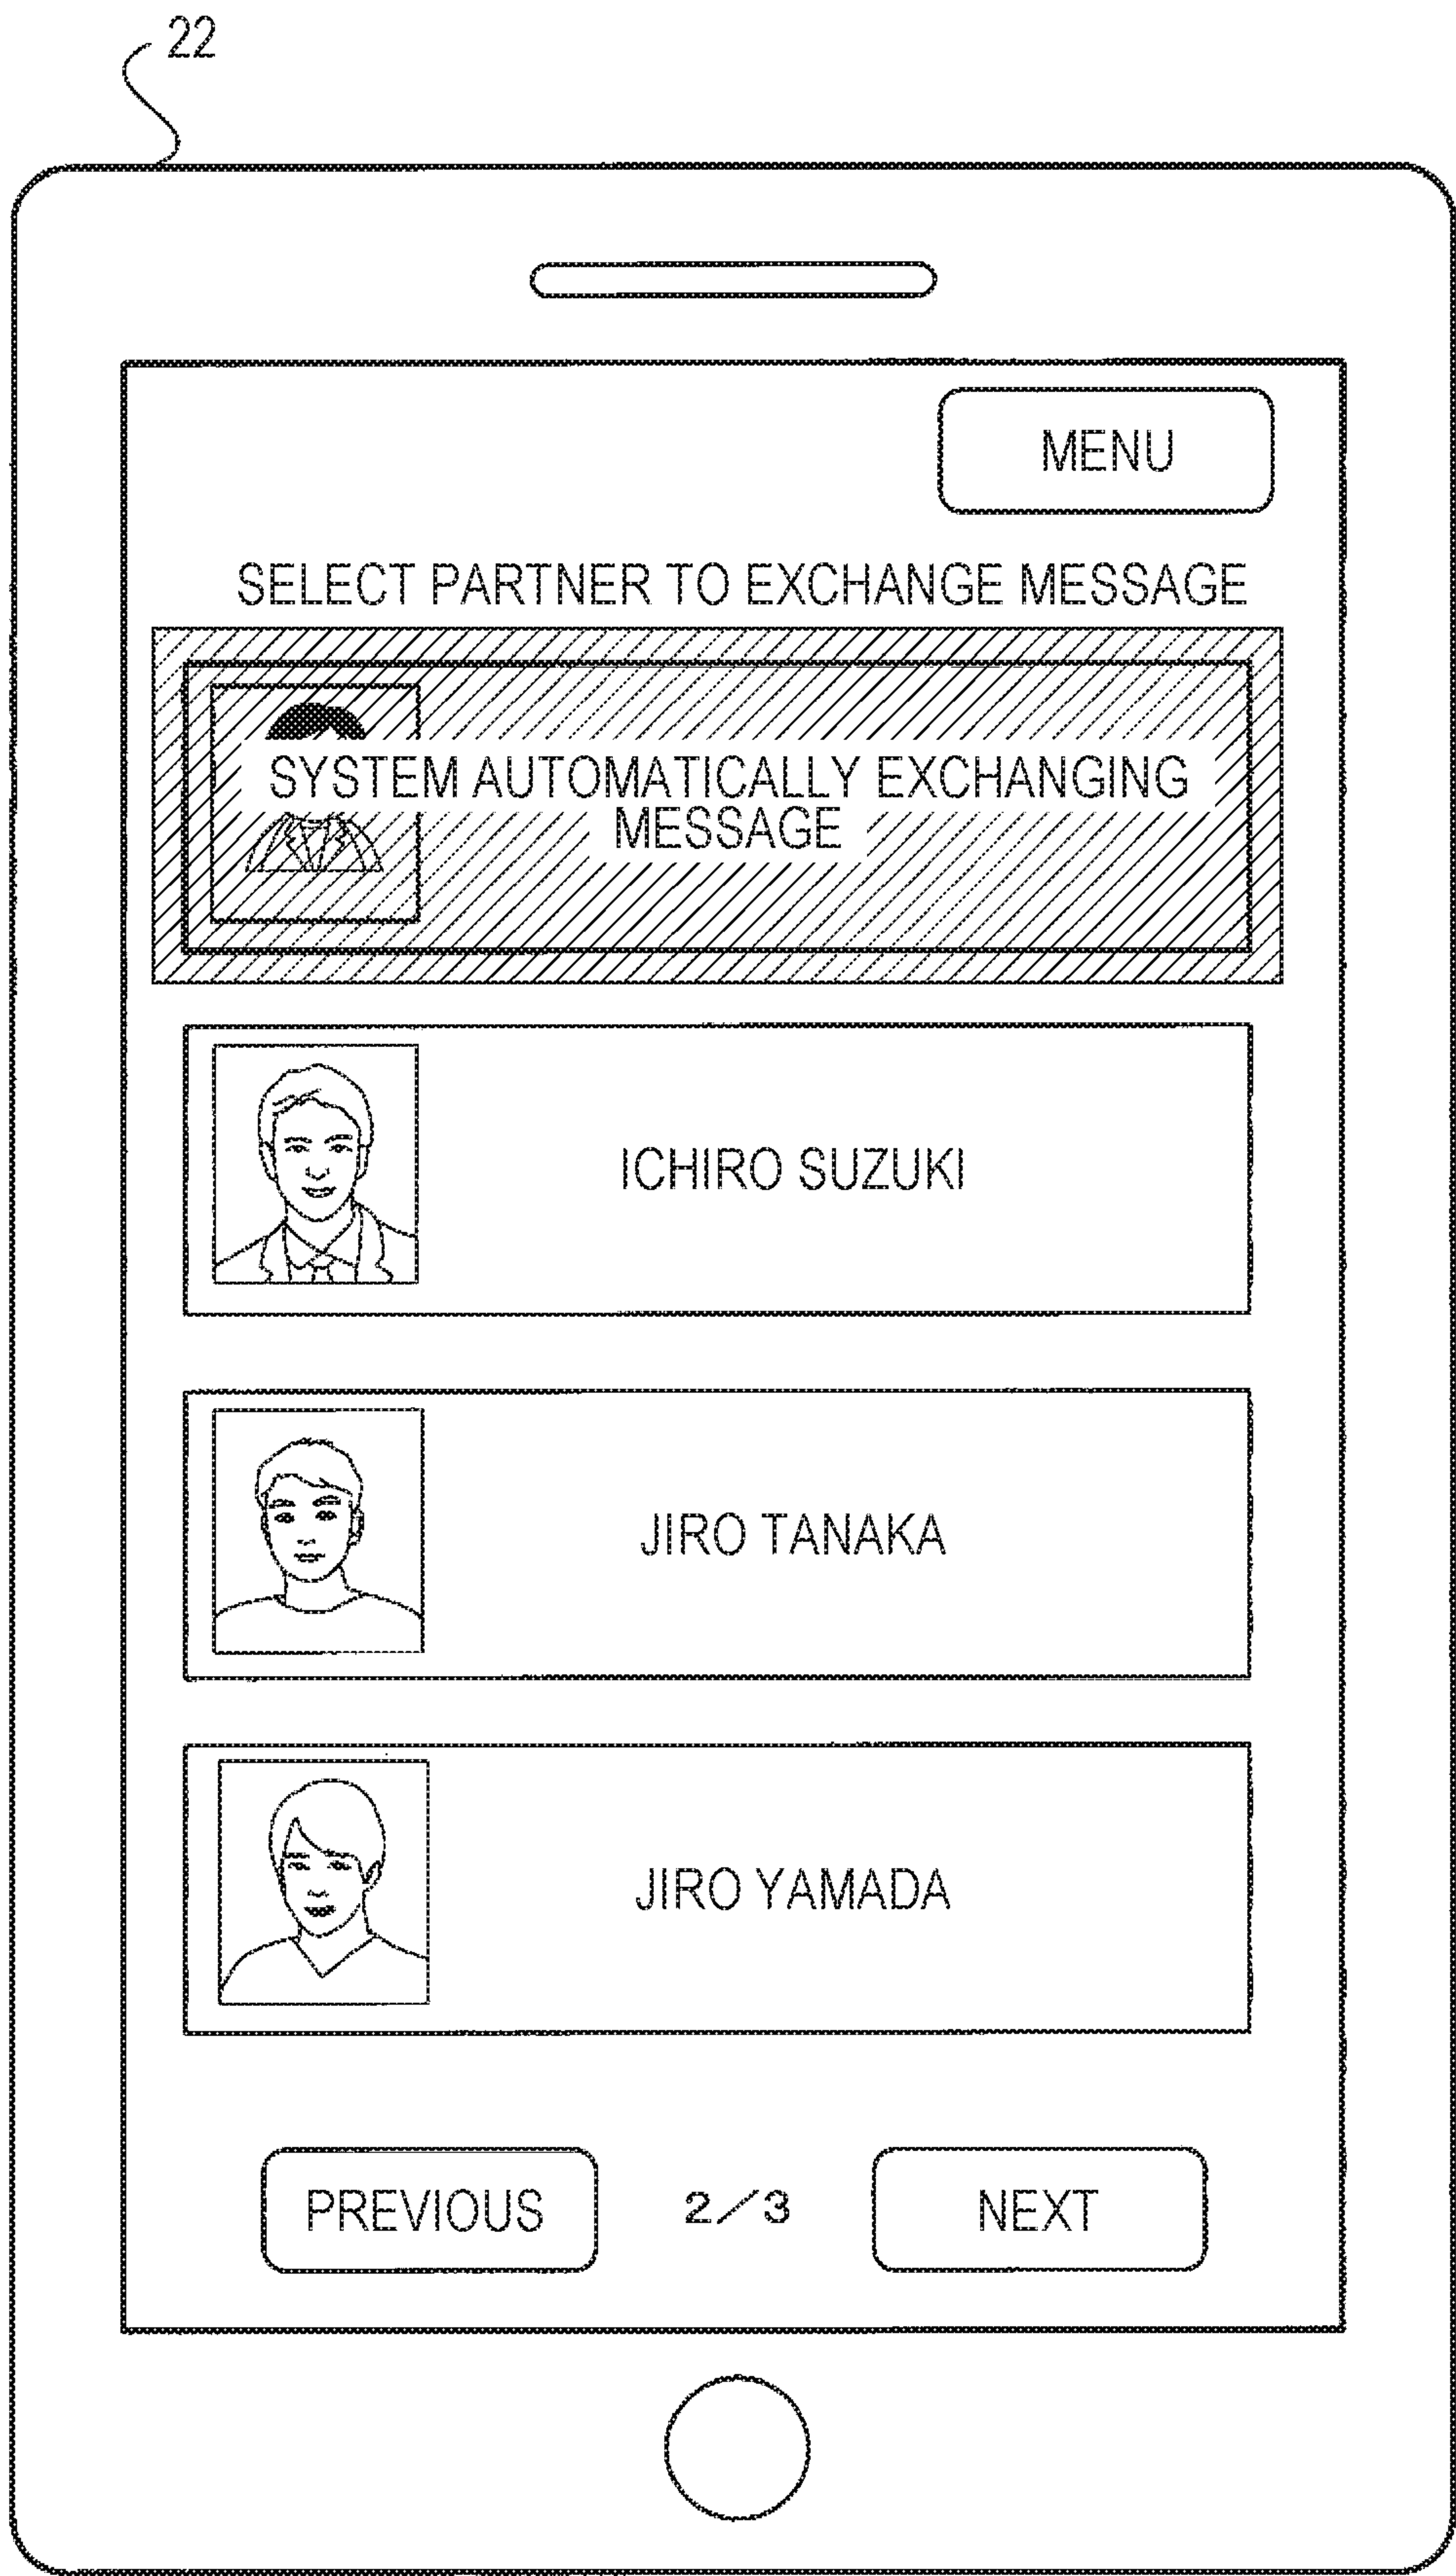 22
MENU
SELECT PARTNER TO EXCHANGE MESSAGE
SYSTEM AUTOMATICALLY EXCHANGING
MESSAGE
ICHIRO SUZUKI
JIRO TANAKA
JIRO YAMADA
PREVIOUS 2/3 NEXT